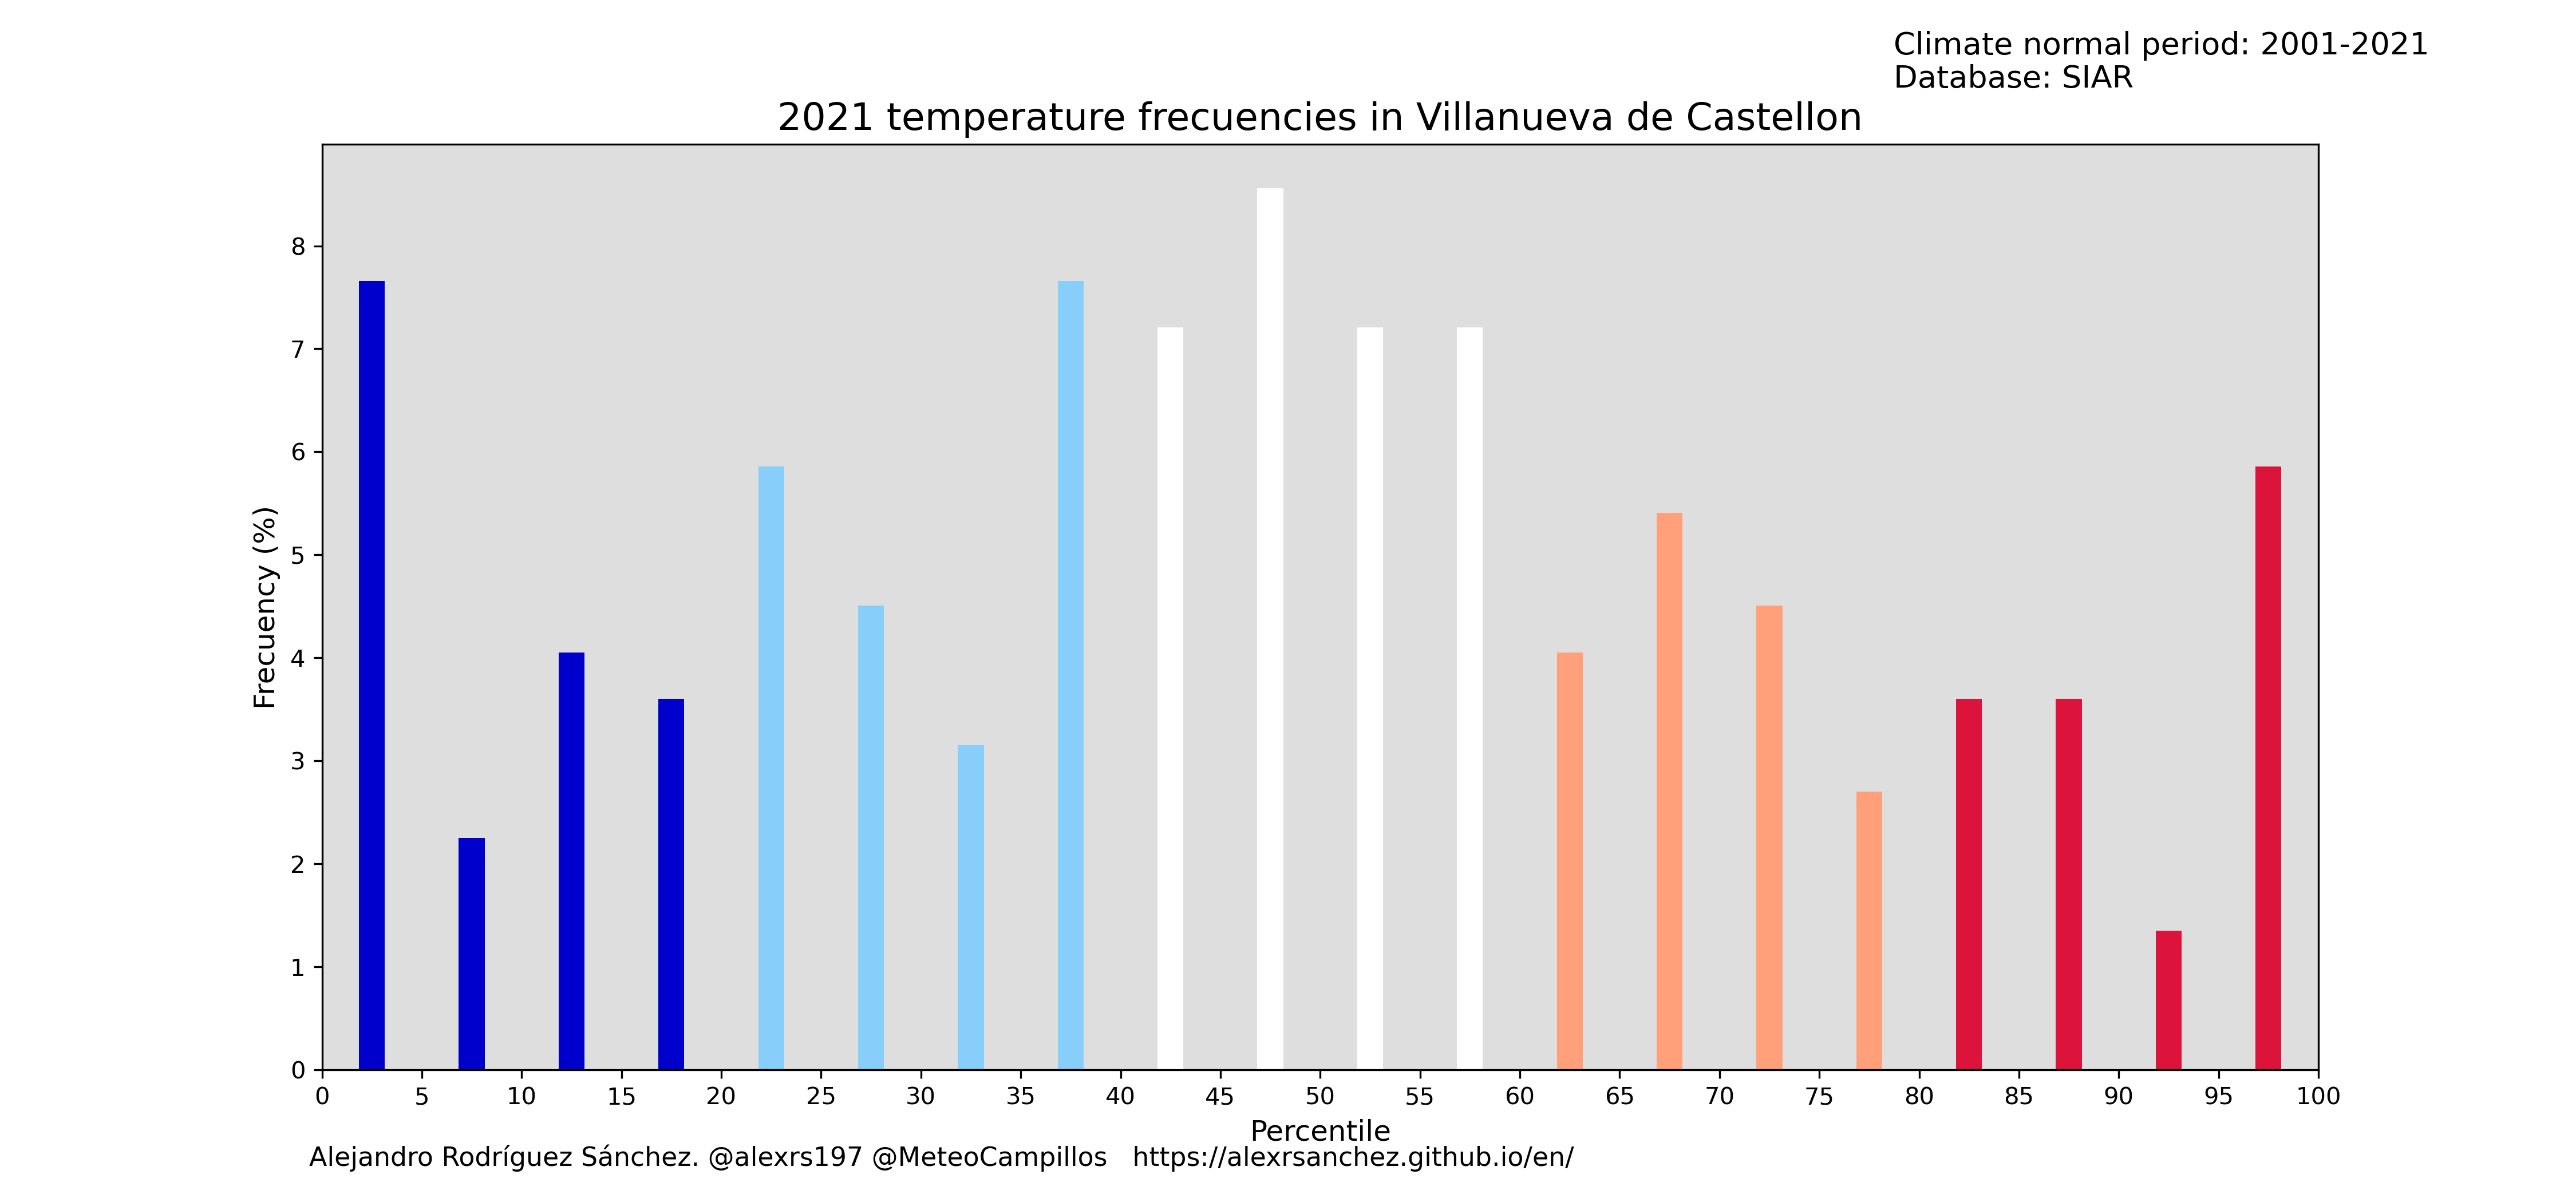 Climate normal period: 2001-2021
Database: SIAR
2021 temperature frecuencies in Villanueva de Castellon
Frecuency (%)
8
7
6
5
4
3
2
1
0
0 5 10 15 20 25 30 35 40 45 50 55 60 65 70 75 80 85 90 95 100
Percentile
Alejandro Rodríguez Sánchez. @alexrs197 @MeteoCampillos https://alexrsanchez.github.io/en/